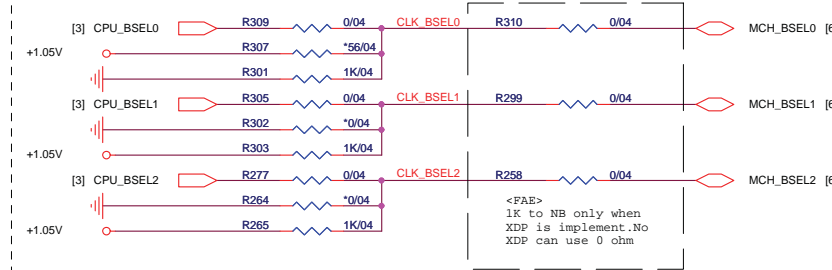 [3] CPU_BSEL0 R309 0/04 CLK_BSEL0 R310 0/04 MCH_BSEL0 [6
+1.05V R307 *56/04
R301 1K/04
[3] CPU_BSEL1 R305 0/04 CLK_BSEL1 R299 0/04 MCH_BSEL1 [6
R302 *0/04
+1.05V R303 1K/04
[3] CPU_BSEL2 R277 0/04 CLK_BSEL2 R258 0/04 MCH_BSEL2 [6
R264 *0/04
+1.05V R265 1K/04
<FAE>
1K to NB only when
XDP is implement.No
XDP can use 0 ohm